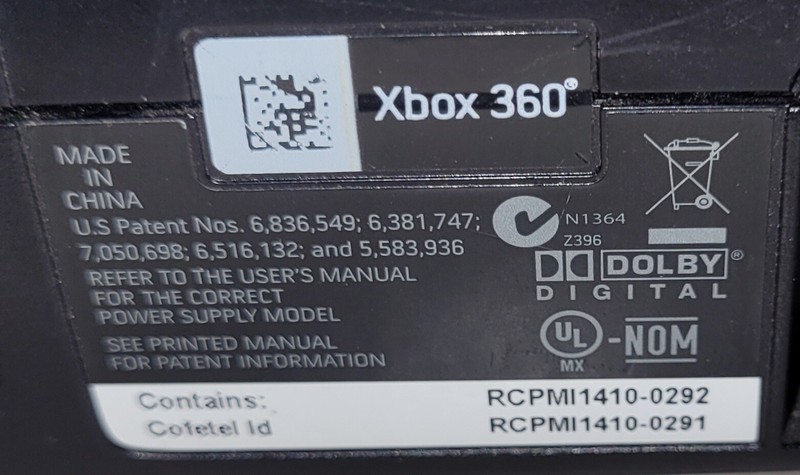 Xbox 360
MADE
IN
CHINA
U.S Patent Nos. 6,836,549; 6,381,747;
7,050,698; 6,516,132; and 5,583,936
REFER TO THE USER'S MANUAL
FOR THE CORRECT
POWER SUPPLY MODEL
SEE PRINTED MANUAL
FOR PATENT INFORMATION
N1364
Z396
DOLBY®
DIGITAL
UL -NOM
MX
Contains: RCPMI1410-0292
Cofetel Id RCPMI1410-0291